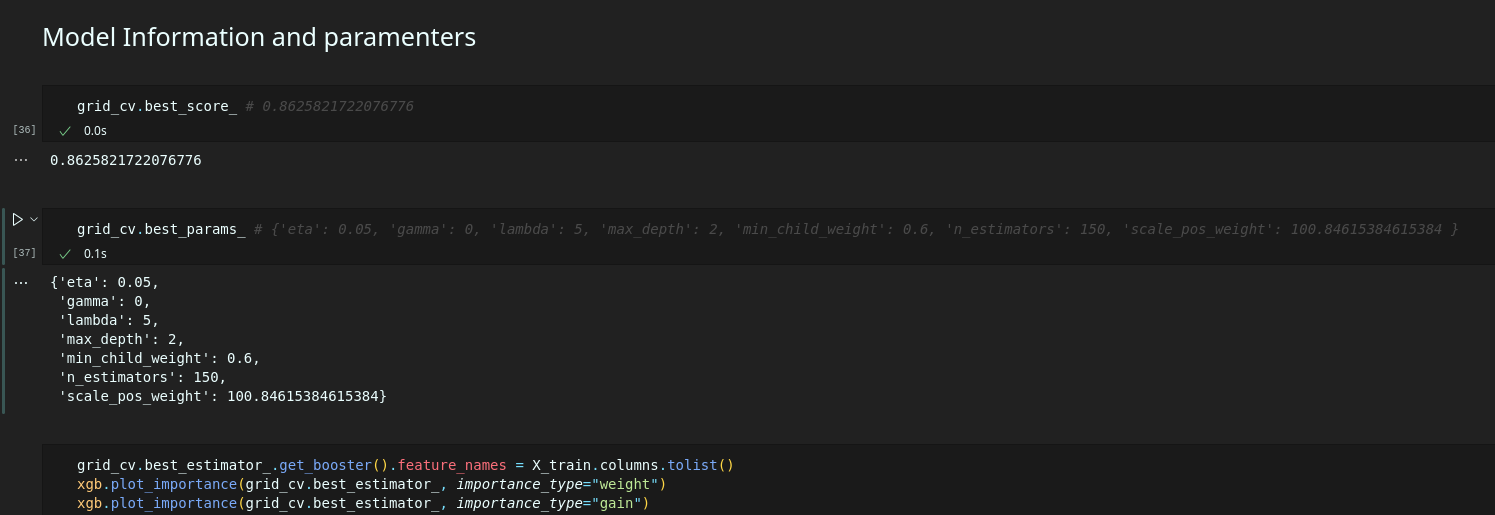 Model Information and paramenters
grid_cv.best_score_ # 0.8625821722076776
[36]
0.0s
0.8625821722076776
grid_cv.best_params_ # {'eta': 0.05, 'gamma': 0, 'lambda': 5, 'max_depth': 2, 'min_child_weight': 0.6, 'n_estimators': 150, 'scale_pos_weight': 100.84615384615384 }
[37]
0.1s
{'eta': 0.05,
 'gamma': 0,
 'lambda': 5,
 'max_depth': 2,
 'min_child_weight': 0.6,
 'n_estimators': 150,
 'scale_pos_weight': 100.84615384615384}
grid_cv.best_estimator_.get_booster().feature_names = X_train.columns.tolist()
xgb.plot_importance(grid_cv.best_estimator_, importance_type="weight")
xgb.plot_importance(grid_cv.best_estimator_, importance_type="gain")